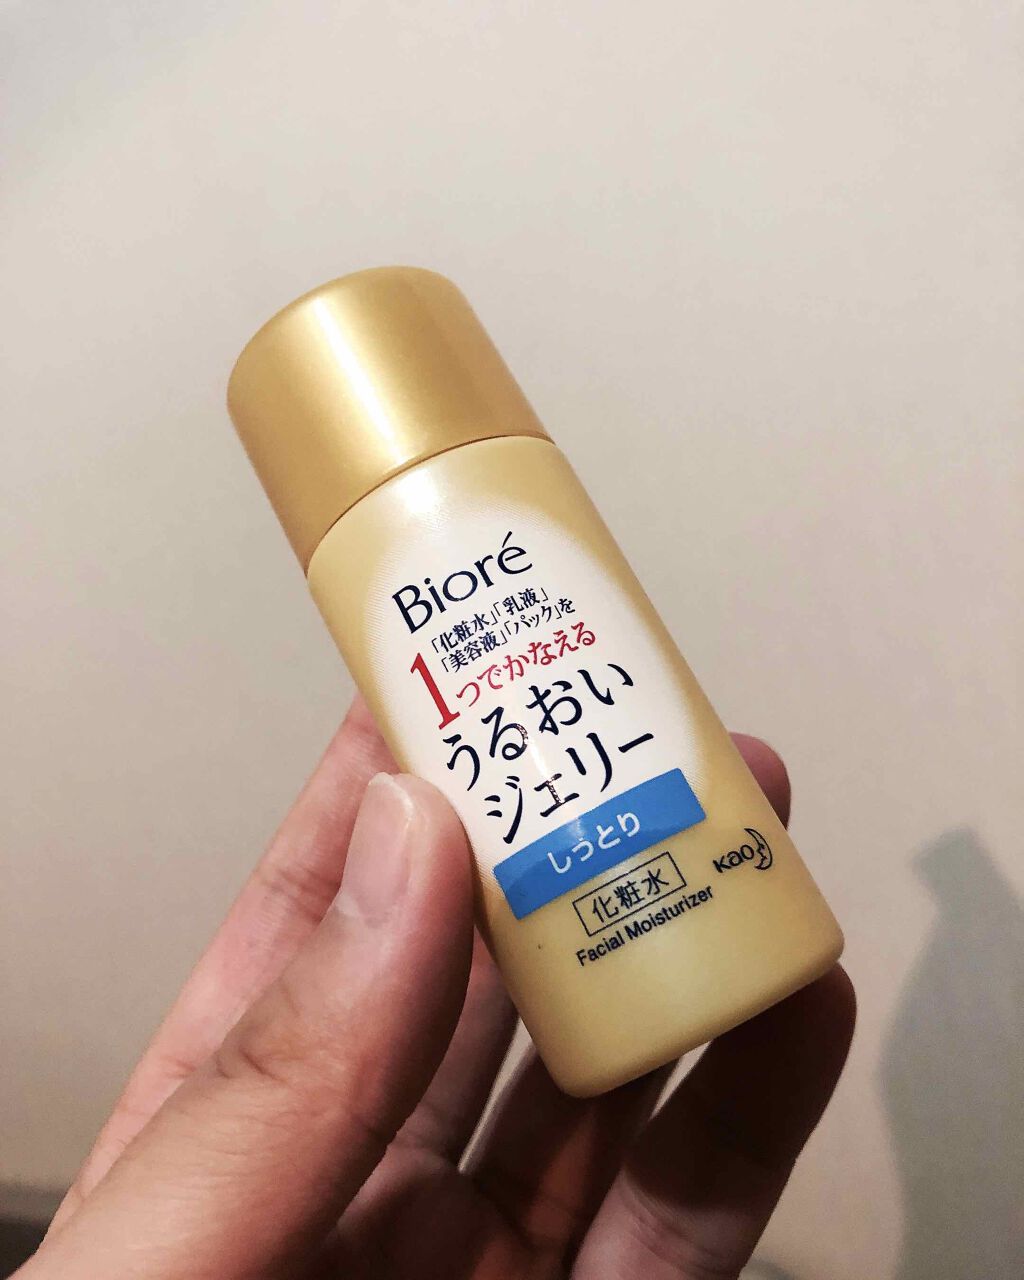 Bioré
「化粧水」「乳液」
「美容液」「パック」を
1つでかなえる
うるおい
ジェリー
しっとり
化粧水
Facial Moisturizer
Kao